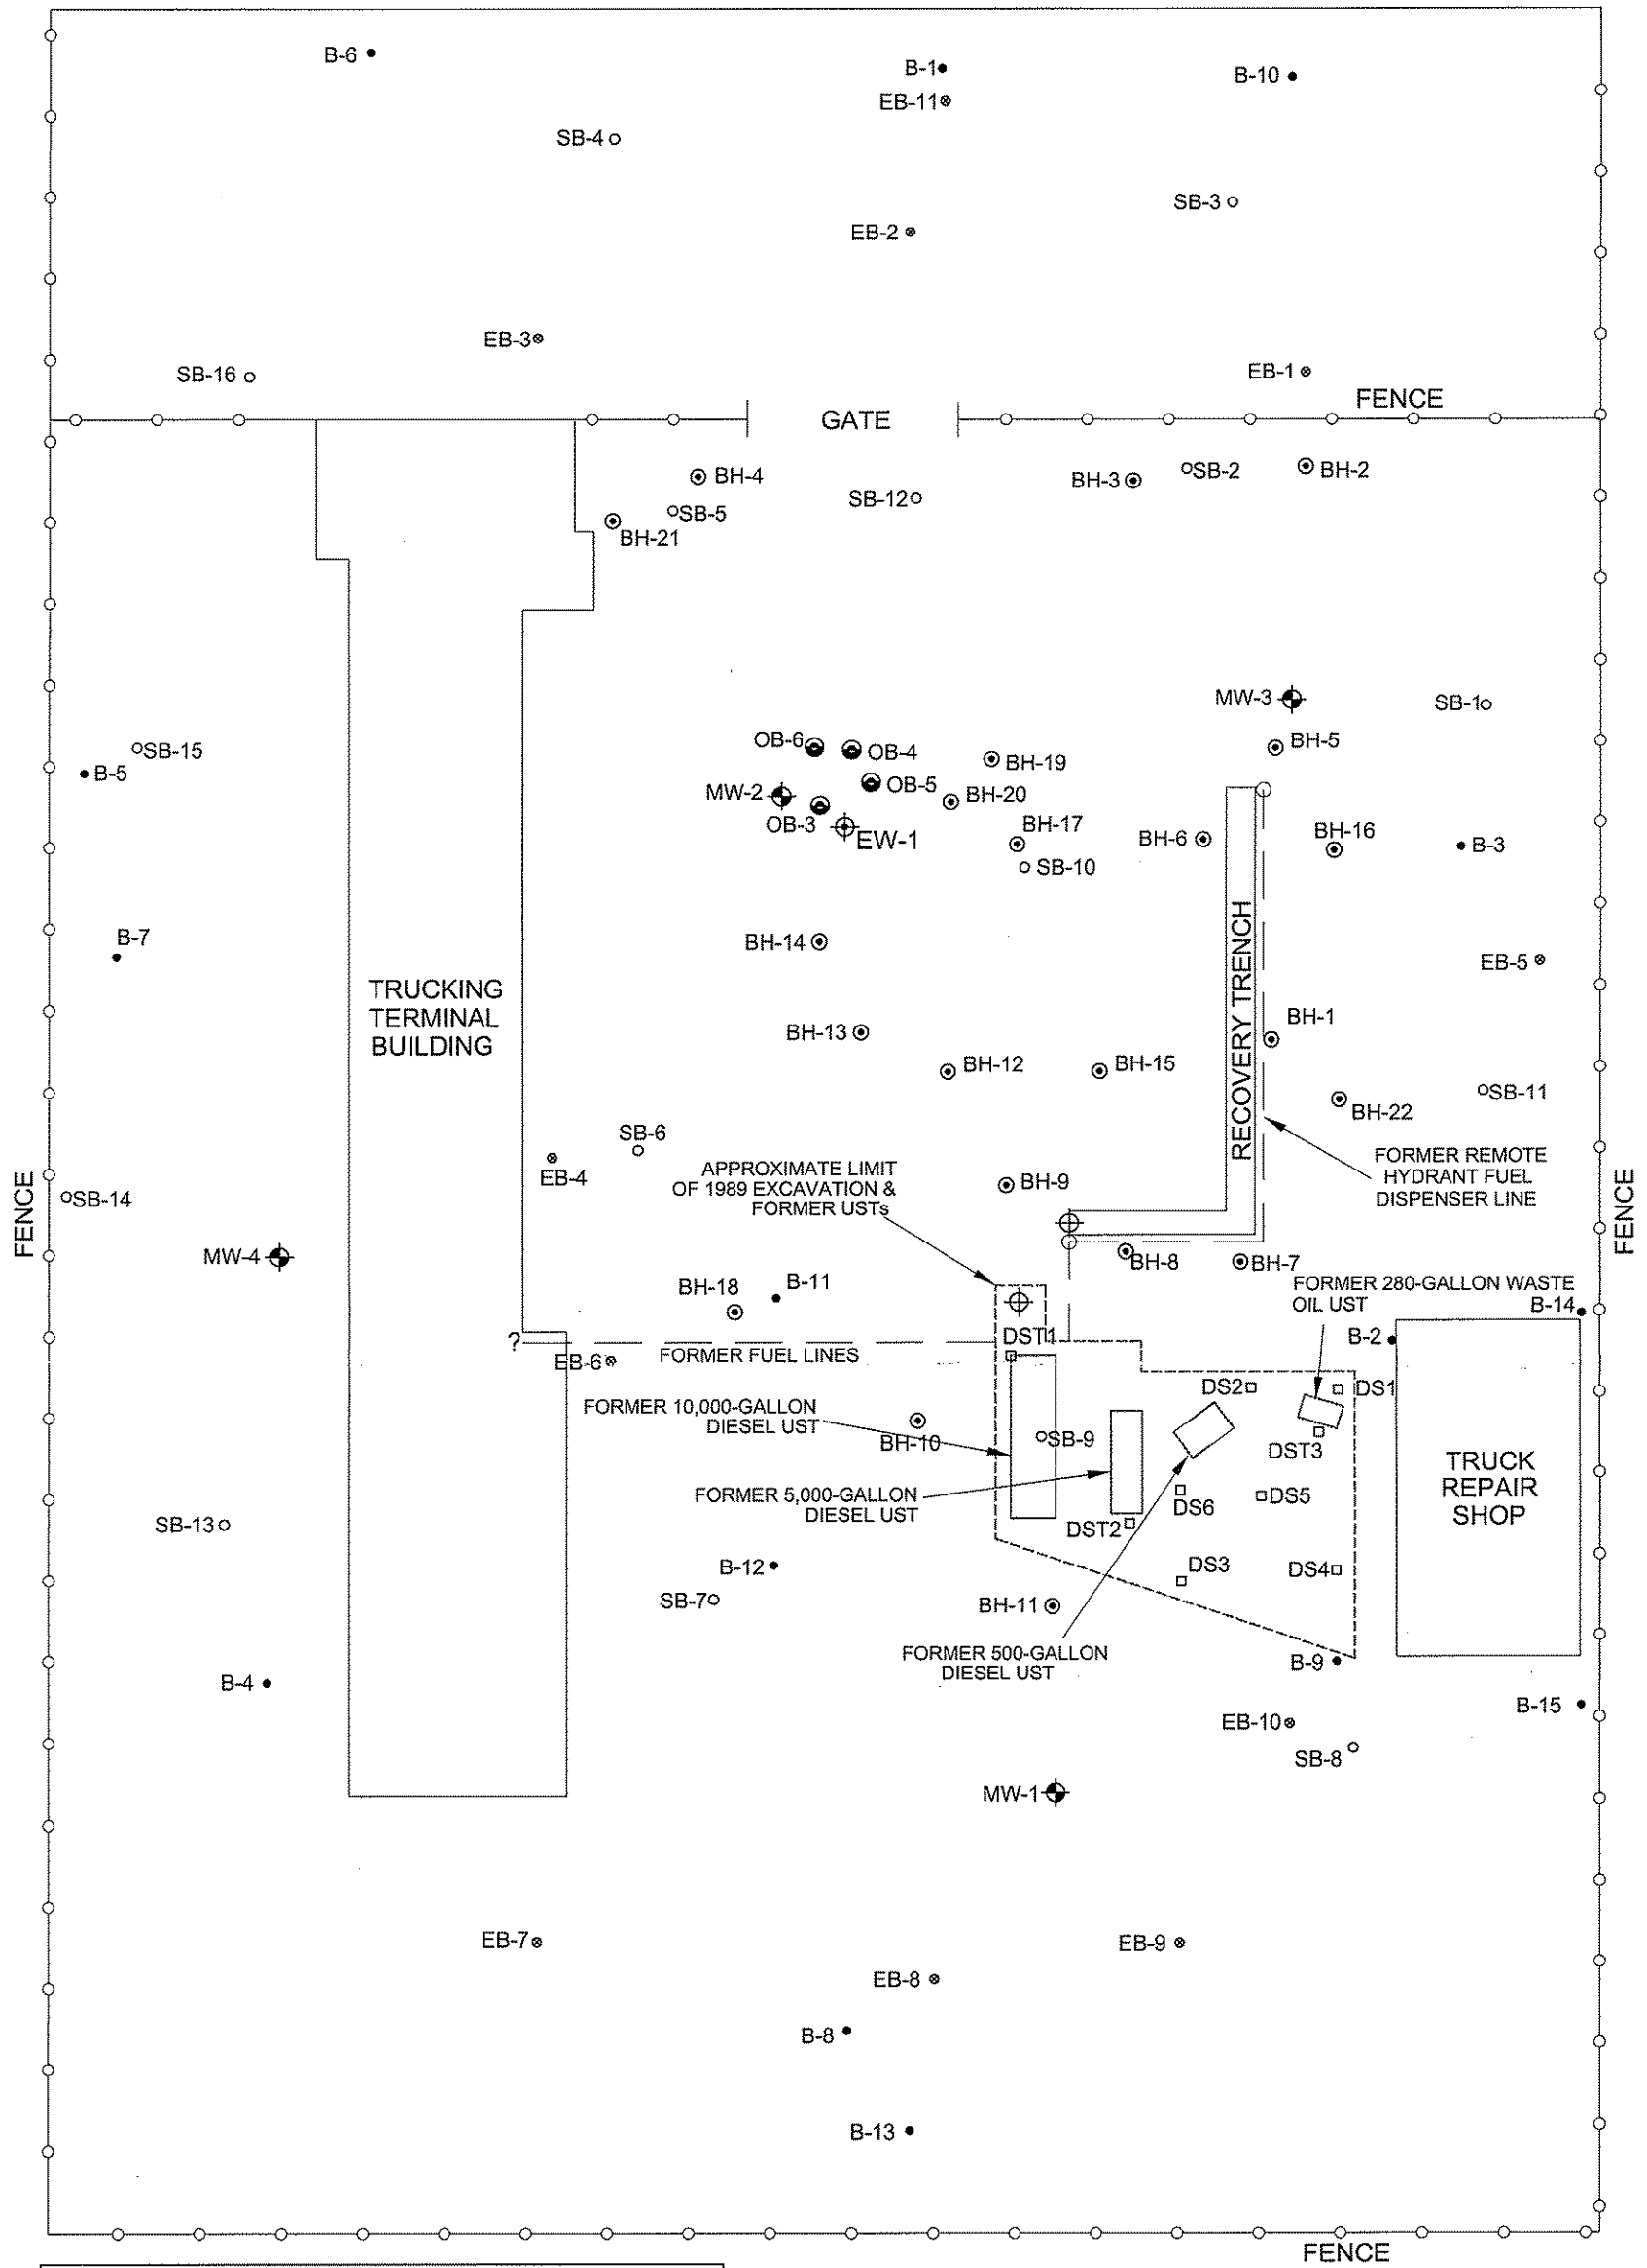 B-6
B-1
B-10
EB-11
SB-4
SB-3
EB-2
EB-3
SB-16
EB-1
FENCE
GATE
BH-4
BH-3
SB-2
BH-2
SB-12
SB-5
BH-21
MW-3
SB-1
SB-15
B-5
OB-6
OB-4
BH-5
BH-19
OB-5
MW-2
BH-20
OB-3
EW-1
BH-17
BH-6
BH-16
B-3
SB-10
B-7
BH-14
EB-5
TRUCKING
TERMINAL
BUILDING
RECOVERY TRENCH
BH-13
BH-1
BH-12
BH-15
SB-11
BH-22
SB-6
EB-4
APPROXIMATE LIMIT
OF 1989 EXCAVATION &
FORMER USTs
FORMER REMOTE
HYDRANT FUEL
DISPENSER LINE
BH-9
FENCE
SB-14
FENCE
MW-4
BH-8
BH-7
BH-18
B-11
FORMER 280-GALLON WASTE
OIL UST
B-14
B-2
DST1
?
FORMER FUEL LINES
EB-6
DS2
DS1
FORMER 10,000-GALLON
DIESEL UST
BH-10
SB-9
DST3
TRUCK
REPAIR
SHOP
FORMER 5,000-GALLON
DIESEL UST
DS6
DS5
DST2
SB-13
B-12
DS3
DS4
SB-7
BH-11
FORMER 500-GALLON
DIESEL UST
B-9
B-4
B-15
EB-10
SB-8
MW-1
EB-7
EB-9
EB-8
B-8
B-13
FENCE